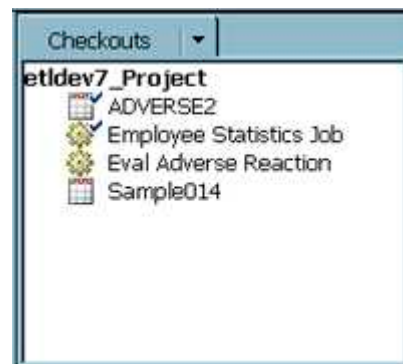 Checkouts
etldev7_Project
ADVERSE2
Employee Statistics Job
Eval Adverse Reaction
Sample014